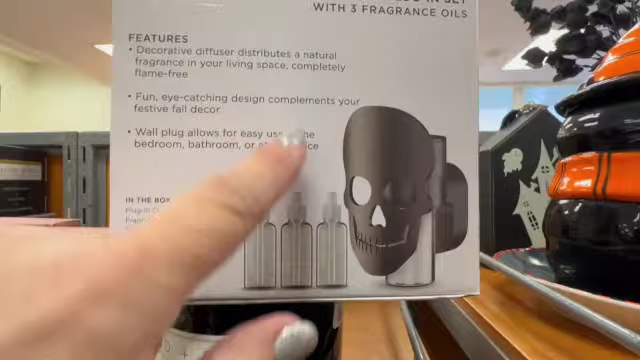 WITH 3 FRAGRANCE OILS
FEATURES
• Decorative diffuser distributes a natural
fragrance in your living space, completely
flame-free
• Fun, eye-catching design complements your
festive fall decor
• Wall plug allows for easy use
bedroom, bathroom, or
IN THE BOX